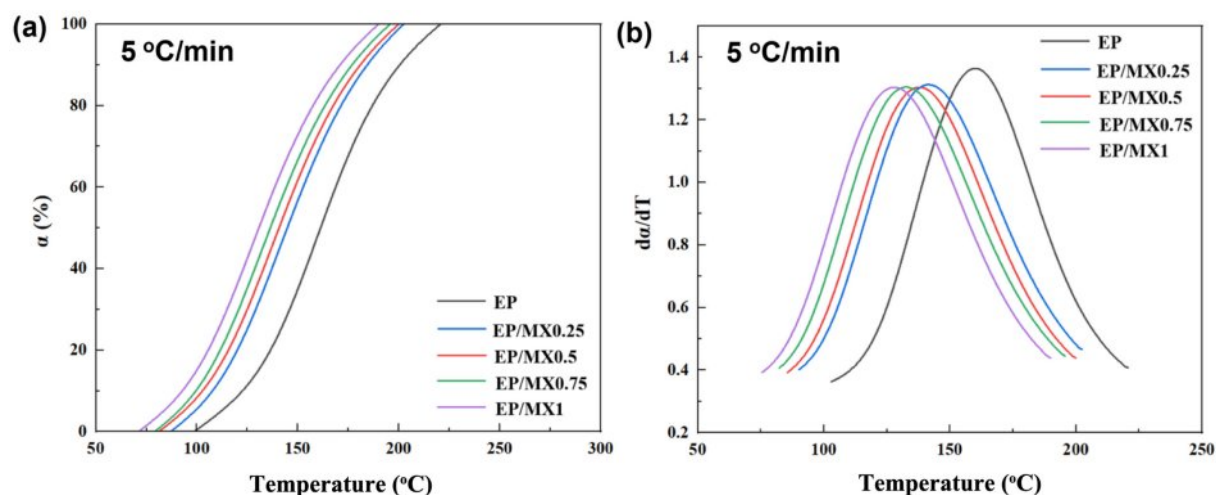 (a)
5 °C/min
100
80
60
40
20
0
α (%)
EP
EP/MX0.25
EP/MX0.5
EP/MX0.75
EP/MX1
50 100 150 200 250 300
Temperature (°C)
(b)
5 °C/min
1.4
1.2
1.0
0.8
0.6
0.4
0.2
dα/dT
EP
EP/MX0.25
EP/MX0.5
EP/MX0.75
EP/MX1
50 100 150 200 250
Temperature (°C)